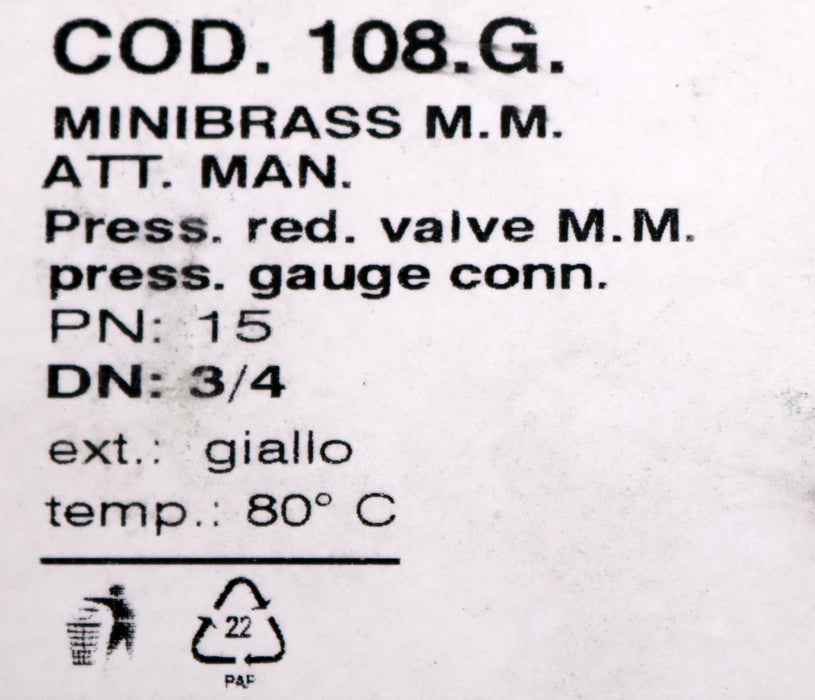 COD. 108.G.
MINIBRASS M.M.
ATT. MAN.
Press. red. valve M.M.
press. gauge conn.
PN: 15
DN: 3/4
ext.: giallo
temp.: 80° C
22
PAP